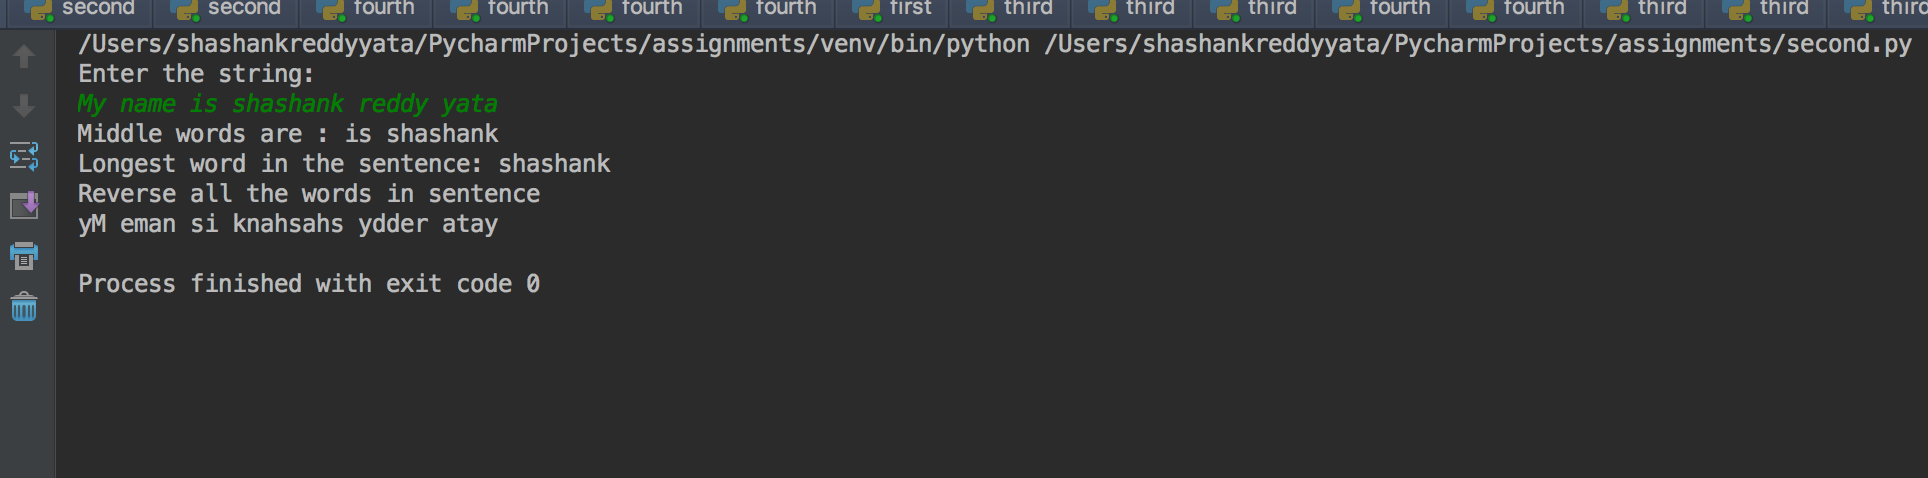 second second fourth fourth fourth fourth first third third third fourth fourth third third third
/Users/shashankreddyyata/PycharmProjects/assignments/venv/bin/python /Users/shashankreddyyata/PycharmProjects/assignments/second.py
Enter the string:
My name is shashank reddy yata
Middle words are : is shashank
Longest word in the sentence: shashank
Reverse all the words in sentence
yM eman si knahsahs ydder atay
Process finished with exit code 0